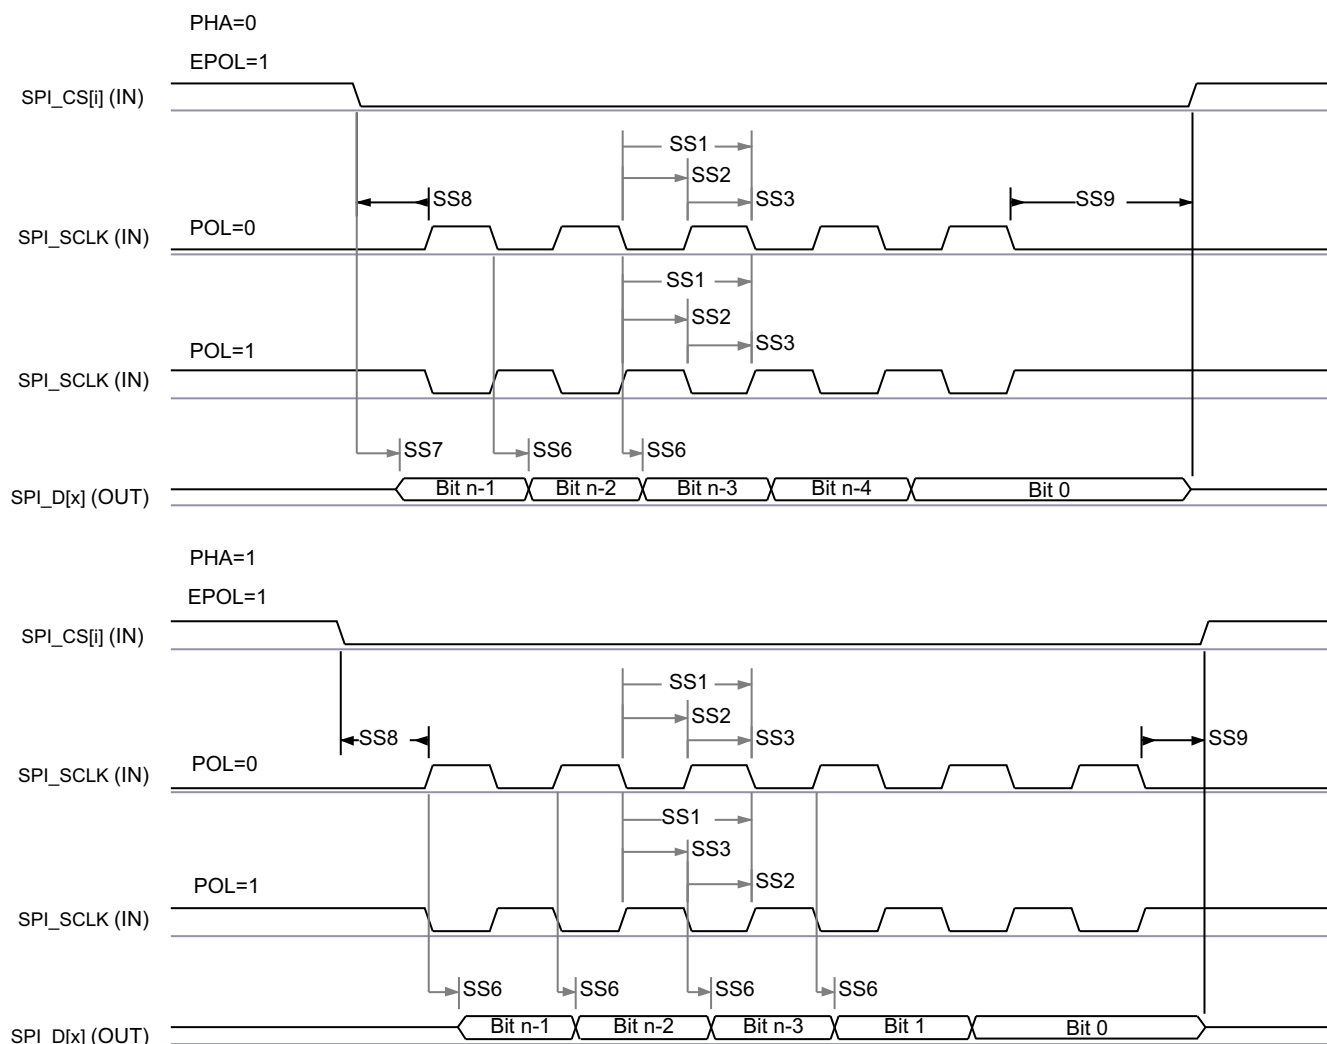 PHA=0
EPOL=1
SPI_CS[i] (IN)
SS1
SS2
SS8
SS3
SS9
POL=0
SPI_SCLK (IN)
SS1
SS2
SS3
POL=1
SPI_SCLK (IN)
SS7
SS6
SS6
SPI_D[x] (OUT)
Bit n-1
Bit n-2
Bit n-3
Bit n-4
Bit 0
PHA=1
EPOL=1
SPI_CS[i] (IN)
SS1
SS2
SS8
SS3
SS9
POL=0
SPI_SCLK (IN)
SS1
SS3
SS2
POL=1
SPI_SCLK (IN)
SS6
SS6
SS6
SS6
SPI_D[x] (OUT)
Bit n-1
Bit n-2
Bit n-3
Bit 1
Bit 0